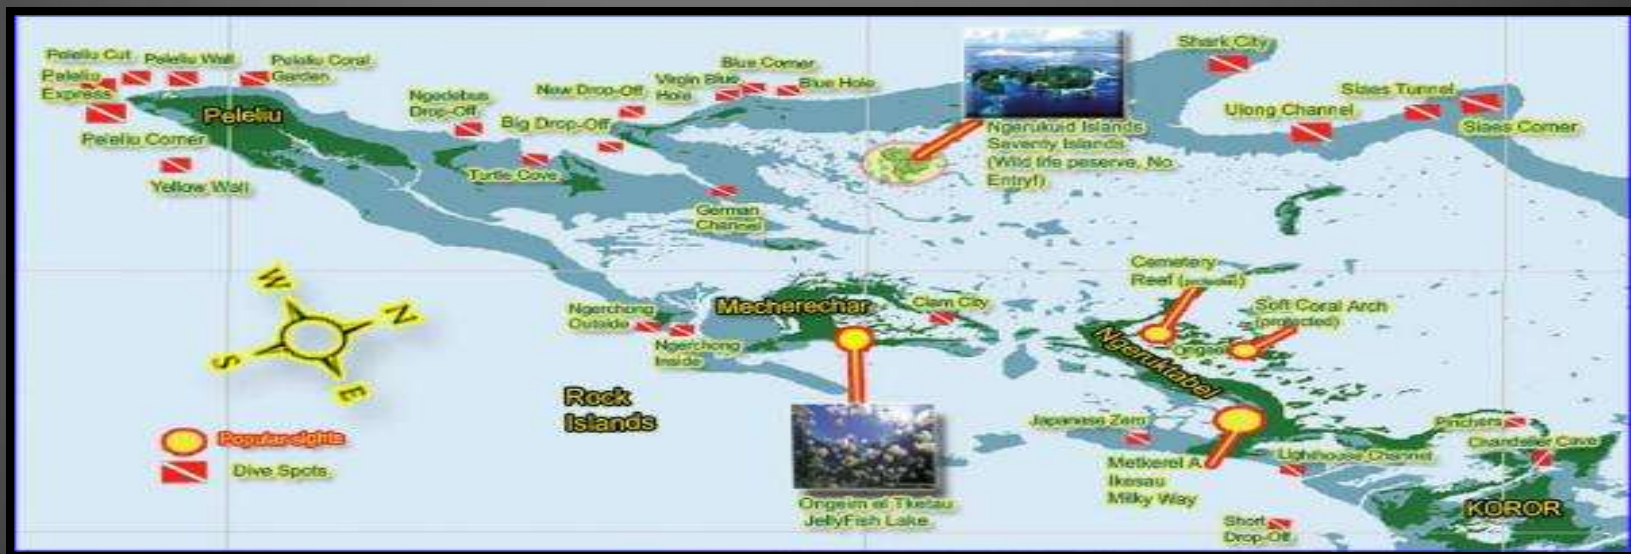 Peleliu Cut
Peleliu Wall
Peleliu Coral
Garden
Peleliu
Express
Peleliu
Peleliu Corner
Yellow Wall
Ngedebus
Drop-Off
Turtle Cove
New Drop-Off
Big Drop-Off
Virgin Blue
Hole
Blue Corner
Blue Hole
German
Channel
Ngerukuid Islands
Seventy Islands
(Wild life peserve, No
Entry!)
Shark City
Ulong Channel
Siaes Tunnel
Siaes Corner
W
N
S
E
Popular sights
Dive Spots
Ngerchong
Outside
Ngerchong
Inside
Mecherechar
Clam City
Rock
Islands
Ongeim el Tketau
JellyFish Lake
Cemetery
Reef (protected)
Soft Coral Arch
(protected)
Ngeruktabel
Japanese Zero
Metkerel A
Ikesau
Milky Way
Lighthouse Channel
Pinchers
Chandelier Cave
Short
Drop-Off
KOROR